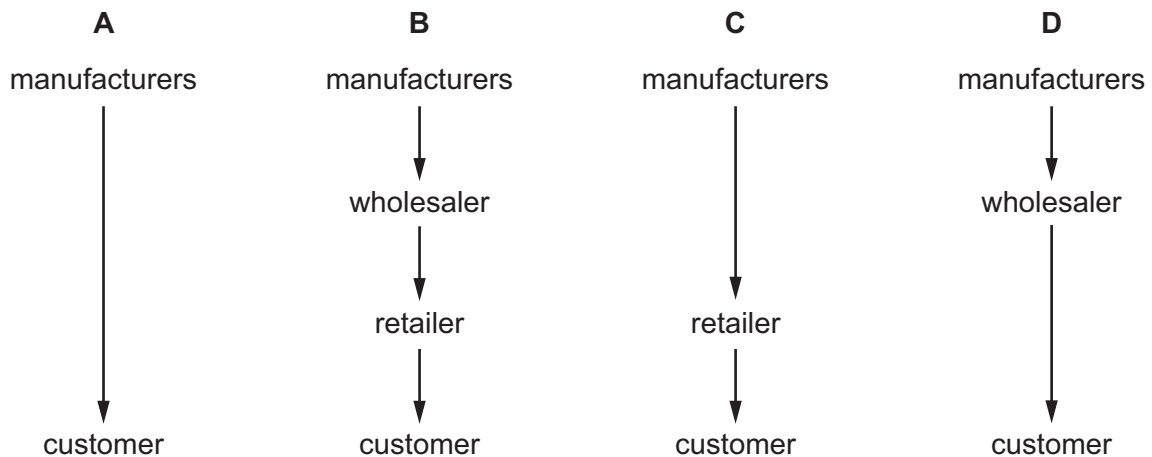 A B C D
manufacturers manufacturers manufacturers manufacturers
wholesaler wholesaler
retailer retailer
customer customer customer customer